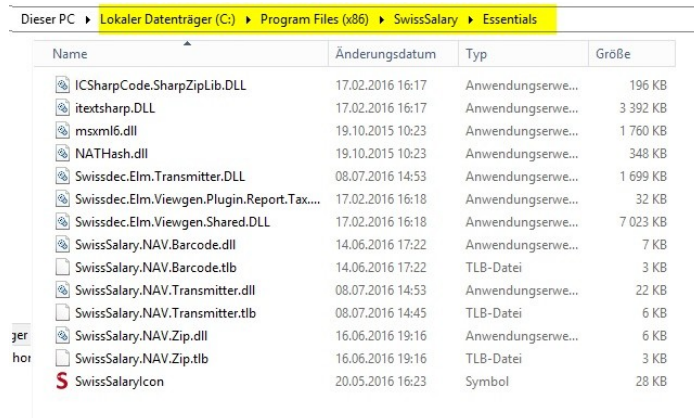 Dieser PC ▸ Lokaler Datenträger (C:) ▸ Program Files (x86) ▸ SwissSalary ▸ Essentials
Name Änderungsdatum Typ Größe
ICSharpCode.SharpZipLib.DLL 17.02.2016 16:17 Anwendungserwe... 196 KB
itextsharp.DLL 17.02.2016 16:17 Anwendungserwe... 3 392 KB
msxml6.dll 19.10.2015 10:23 Anwendungserwe... 1 760 KB
NATHash.dll 19.10.2015 10:23 Anwendungserwe... 348 KB
Swissdec.Elm.Transmitter.DLL 08.07.2016 14:53 Anwendungserwe... 1 699 KB
Swissdec.Elm.Viewgen.Plugin.Report.Tax.... 17.02.2016 16:18 Anwendungserwe... 32 KB
Swissdec.Elm.Viewgen.Shared.DLL 17.02.2016 16:18 Anwendungserwe... 7 023 KB
SwissSalary.NAV.Barcode.dll 14.06.2016 17:22 Anwendungserwe... 7 KB
SwissSalary.NAV.Barcode.tlb 14.06.2016 17:22 TLB-Datei 3 KB
SwissSalary.NAV.Transmitter.dll 08.07.2016 14:53 Anwendungserwe... 22 KB
SwissSalary.NAV.Transmitter.tlb 08.07.2016 14:45 TLB-Datei 6 KB
ger SwissSalary.NAV.Zip.dll 16.06.2016 19:16 Anwendungserwe... 6 KB
hor SwissSalary.NAV.Zip.tlb 16.06.2016 19:16 TLB-Datei 3 KB
S SwissSalaryIcon 20.05.2016 16:23 Symbol 28 KB